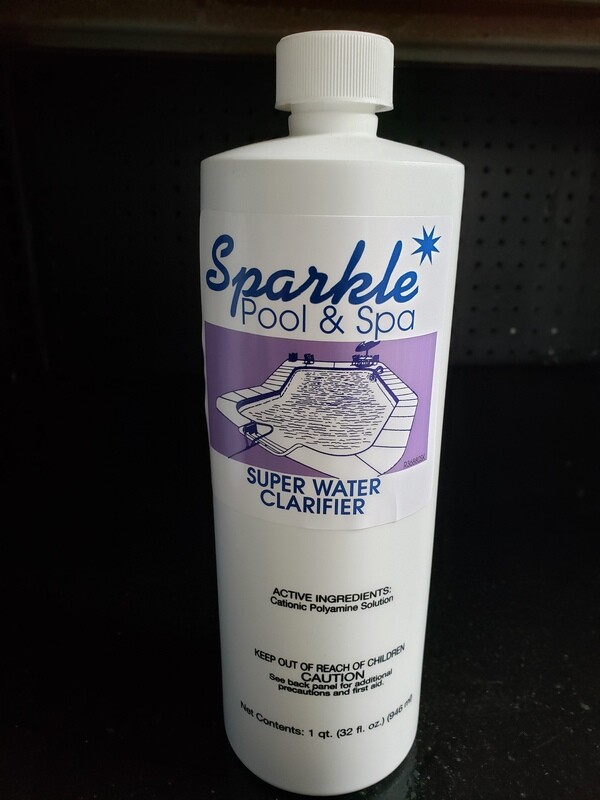 Sparkle
Pool & Spa
SUPER WATER
CLARIFIER
ACTIVE INGREDIENTS:
Cationic Polyamine Solution
KEEP OUT OF REACH OF CHILDREN
CAUTION
See back panel for additional
precautions and first aid.
Net Contents: 1 qt. (32 fl. oz.) (946 ml)